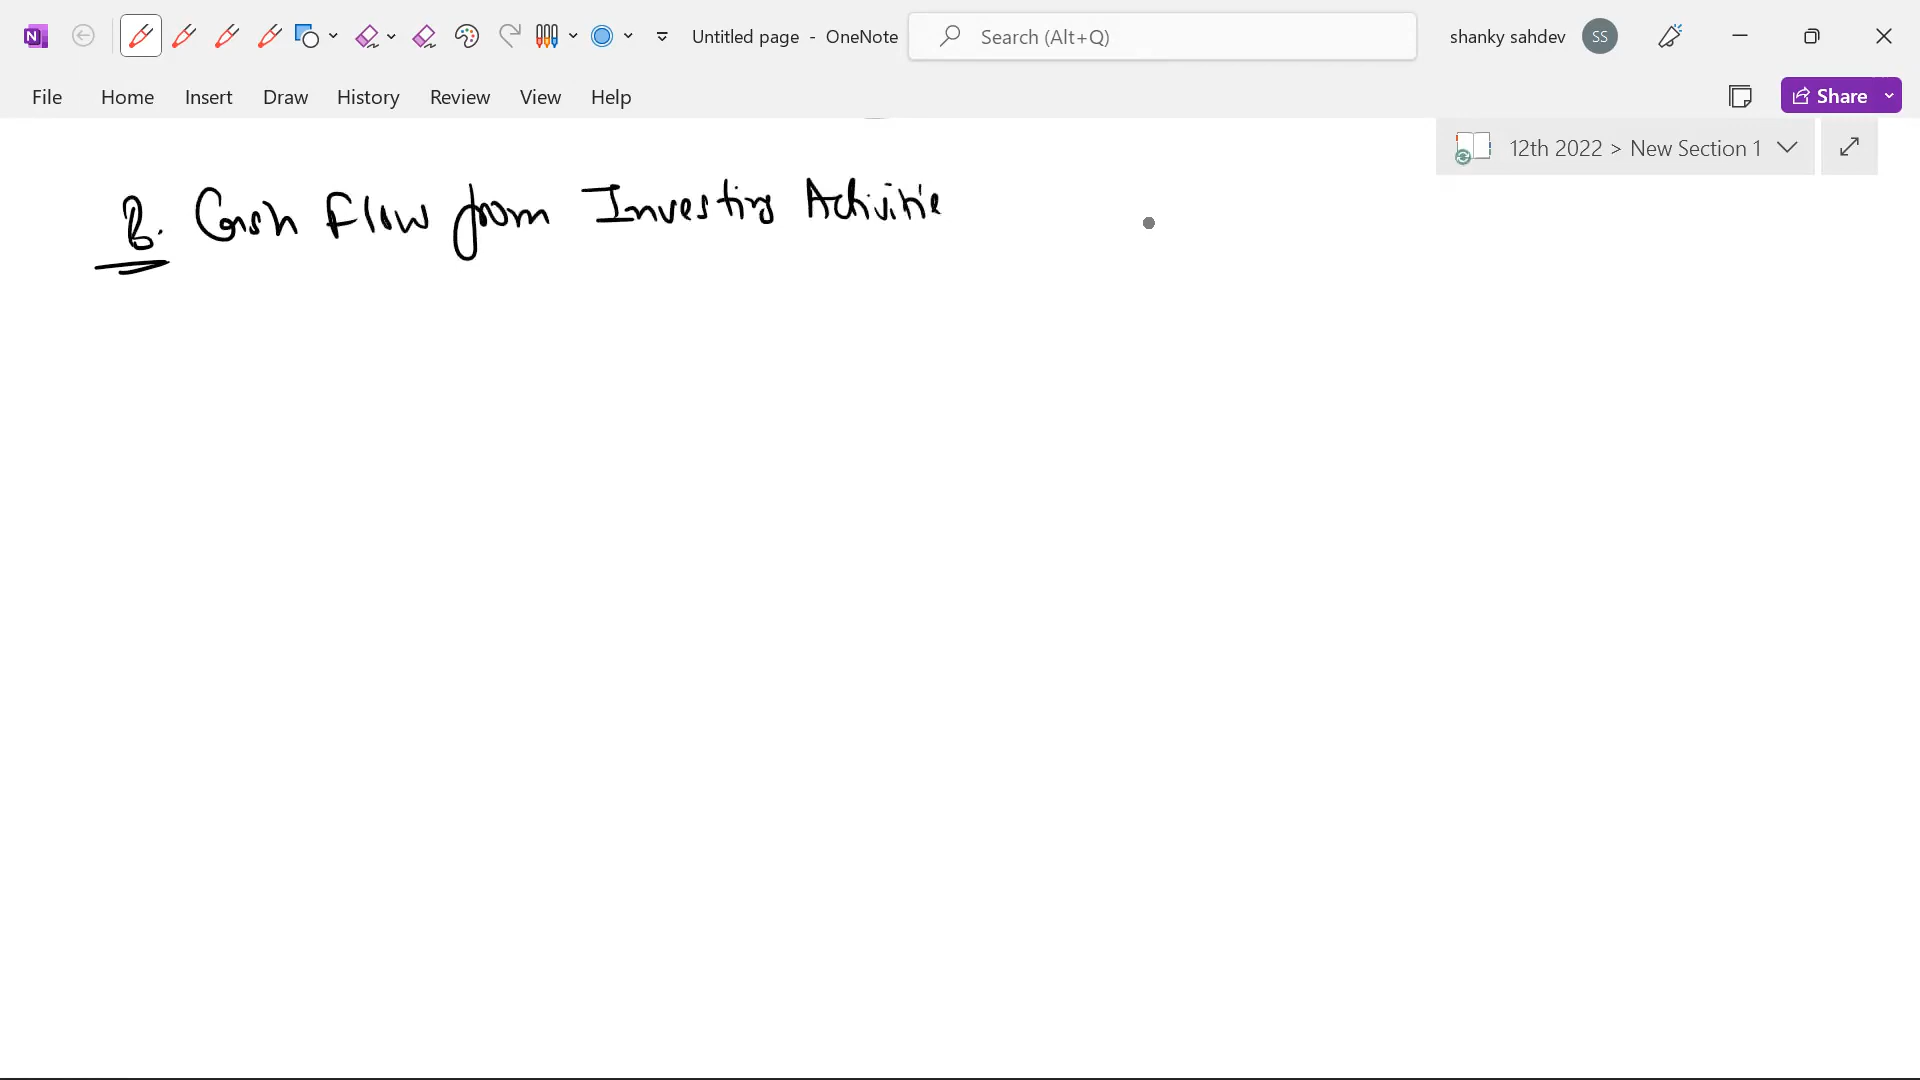 Untitled page - OneNote
Search (Alt+Q)
shanky sahdev
SS
File Home Insert Draw History Review View Help
Share
12th 2022 > New Section 1
B. Cash Flow from Investing Activitie